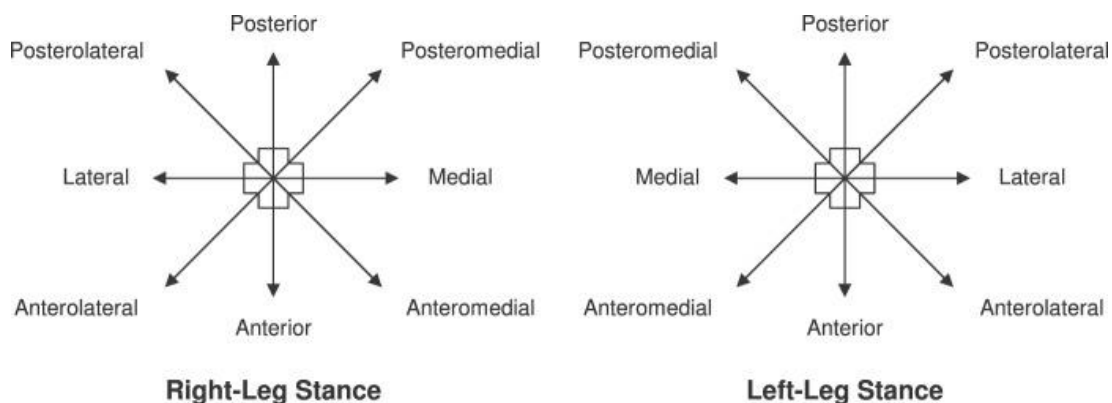 Posterior
Posterolateral
Posteromedial
Lateral
Medial
Anterolateral
Anteromedial
Anterior
Right-Leg Stance
Posterior
Posteromedial
Posterolateral
Medial
Lateral
Anteromedial
Anterolateral
Anterior
Left-Leg Stance